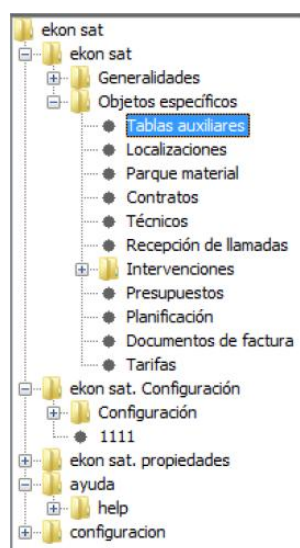 ekon sat
ekon sat
Generalidades
Objetos específicos
Tablas auxiliares
Localizaciones
Parque material
Contratos
Técnicos
Recepción de llamadas
Intervenciones
Presupuestos
Planificación
Documentos de factura
Tarifas
ekon sat. Configuración
Configuración
1111
ekon sat. propiedades
ayuda
help
configuracion